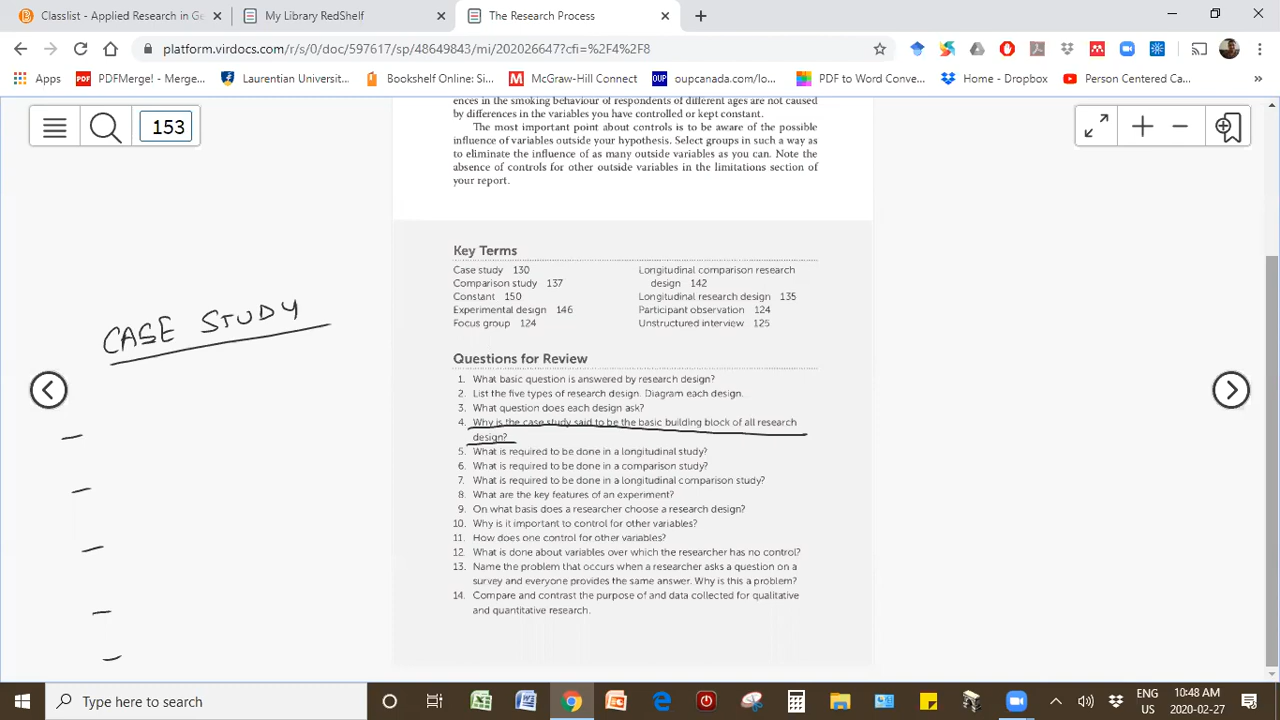 Classlist - Applied Research in Ge
My Library RedShelf
The Research Process
platform.virdocs.com/r/s/0/doc/597617/sp/48649843/mi/202026647?cfi=%2F4%2F8
Apps
PDFMerge! - Merge...
Laurentian Universit...
Bookshelf Online: Si...
McGraw-Hill Connect
oupcanada.com/lo...
PDF to Word Conve...
Home - Dropbox
Person Centered Ca...
153
ences in the smoking behaviour of respondents of different ages are not caused
by differences in the variables you have controlled or kept constant.
The most important point about controls is to be aware of the possible
influence of variables outside your hypothesis. Select groups in such a way as
to eliminate the influence of as many outside variables as you can. Note the
absence of controls for other outside variables in the limitations section of
your report.
CASE STUDY
Key Terms
Case study 130
Comparison study 137
Constant 150
Experimental design 146
Focus group 124
Longitudinal comparison research
design 142
Longitudinal research design 135
Participant observation 124
Unstructured interview 125
Questions for Review
1. What basic question is answered by research design?
2. List the five types of research design. Diagram each design.
3. What question does each design ask?
4. Why is the case study said to be the basic building block of all research
design?
5. What is required to be done in a longitudinal study?
6. What is required to be done in a comparison study?
7. What is required to be done in a longitudinal comparison study?
8. What are the key features of an experiment?
9. On what basis does a researcher choose a research design?
10. Why is it important to control for other variables?
11. How does one control for other variables?
12. What is done about variables over which the researcher has no control?
13. Name the problem that occurs when a researcher asks a question on a
survey and everyone provides the same answer. Why is this a problem?
14. Compare and contrast the purpose of and data collected for qualitative
and quantitative research.
Type here to search
ENG
US
10:48 AM
2020-02-27